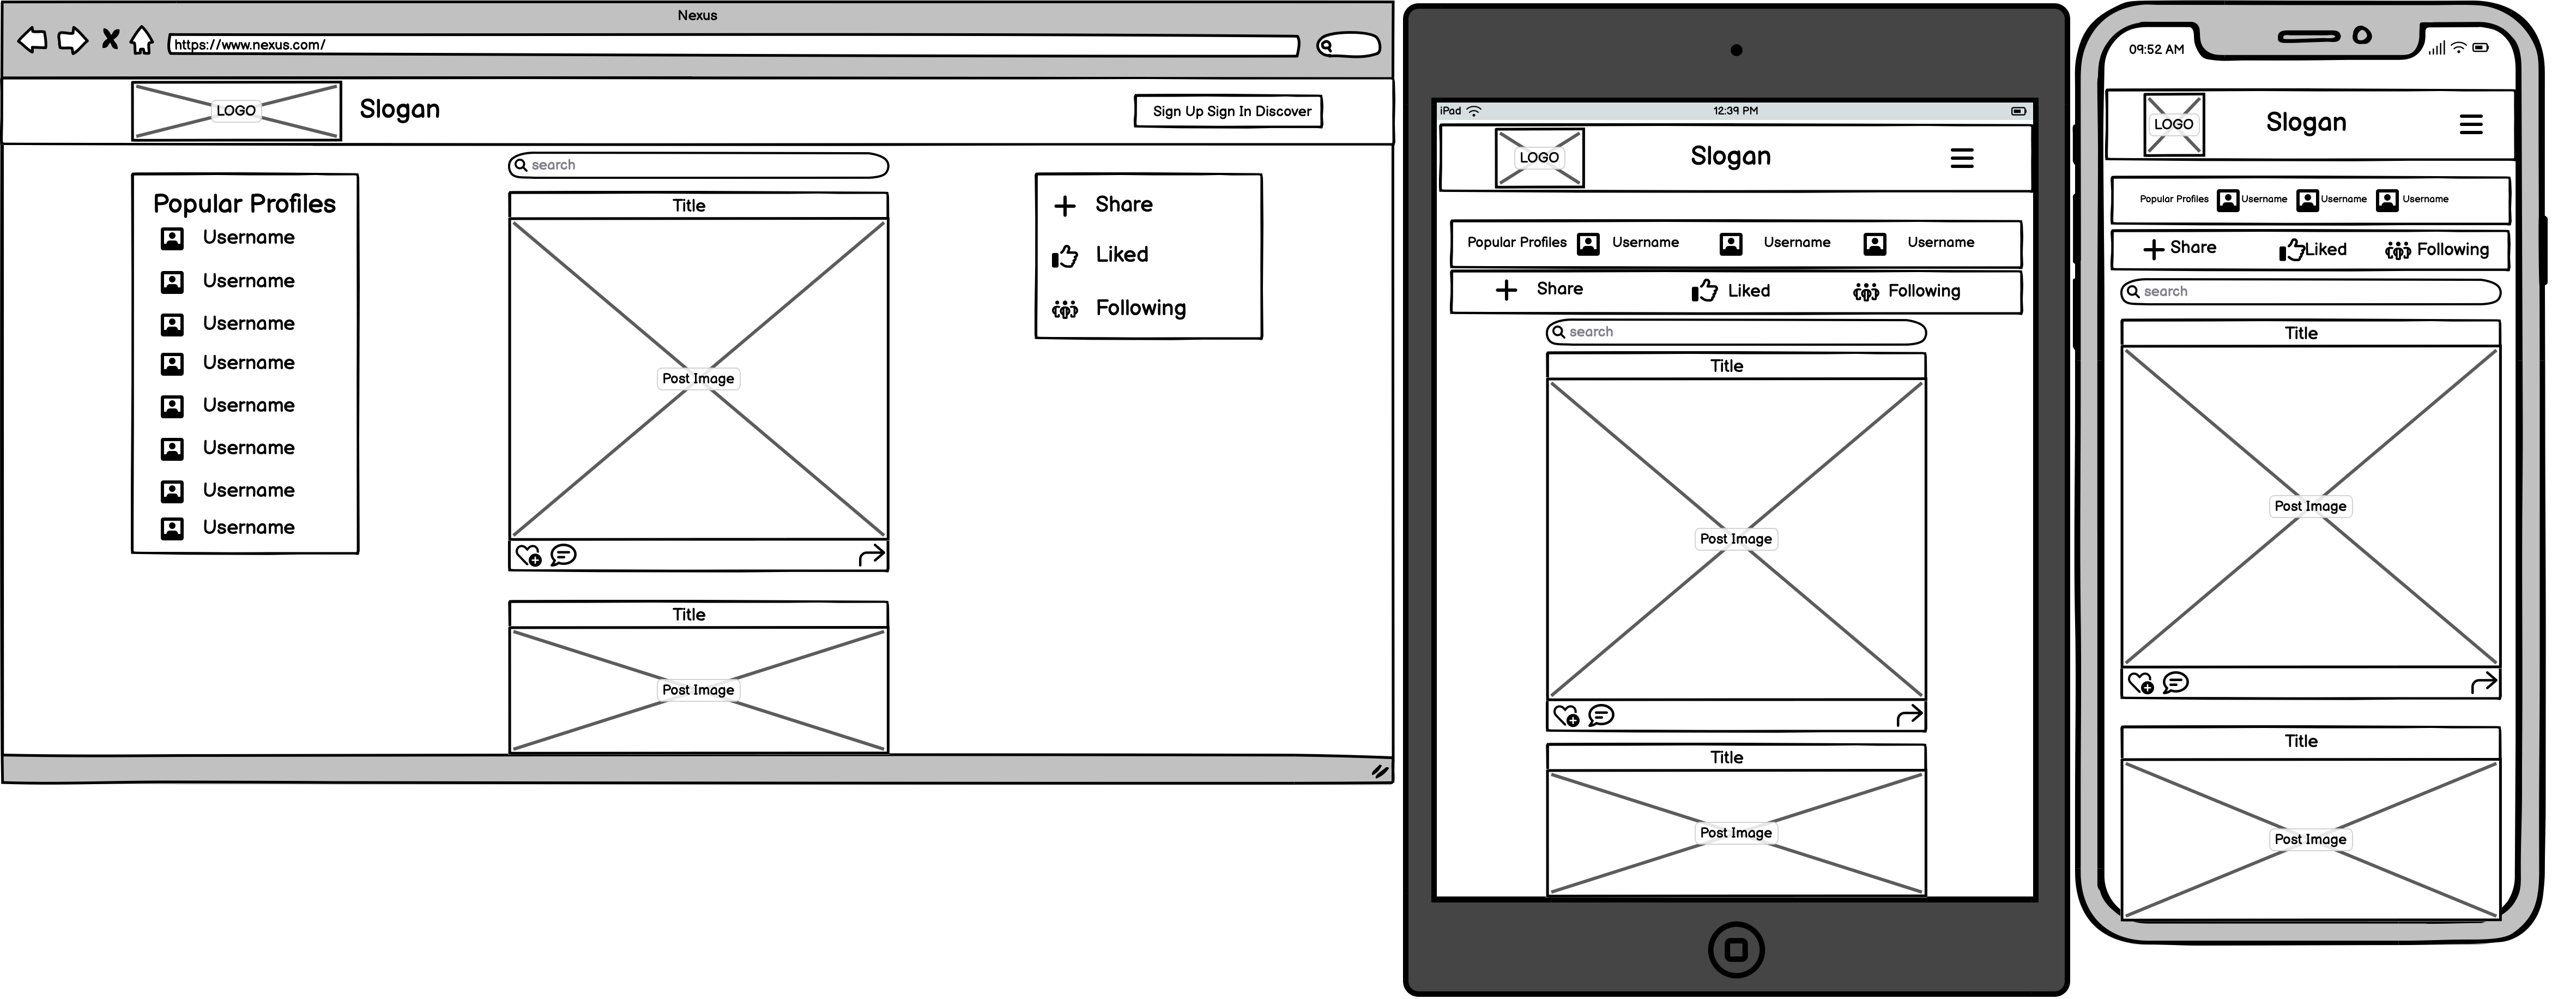 Nexus
https://www.nexus.com/
LOGO
Slogan
Sign Up Sign In Discover
search
Popular Profiles
Username
Username
Username
Username
Username
Username
Username
Username
Title
Post Image
Title
Post Image
Share
Liked
Following
iPad
12:39 PM
LOGO
Slogan
Popular Profiles Username Username Username
Share Liked Following
search
Title
Post Image
Title
Post Image
09:52 AM
LOGO
Slogan
Popular Profiles Username Username Username
Share Liked Following
search
Title
Post Image
Title
Post Image